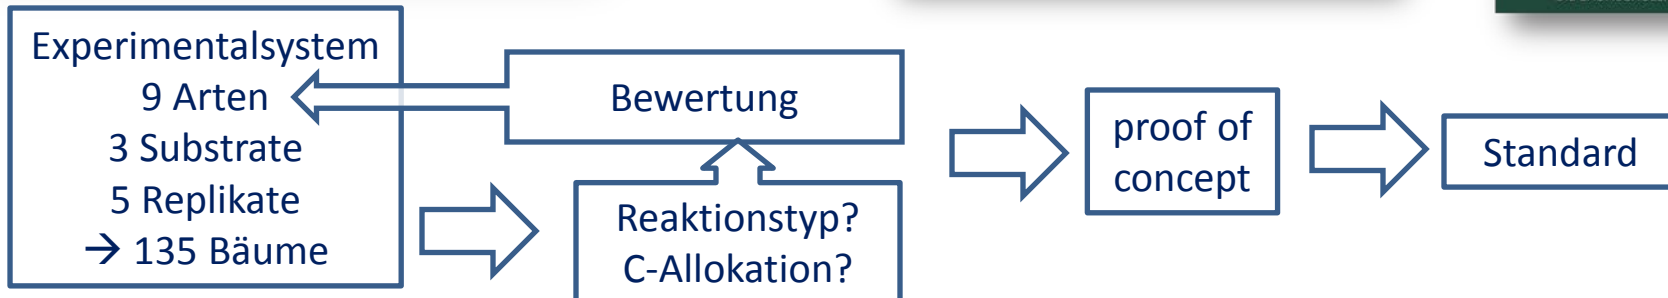 Experimentalsystem
9 Arten
3 Substrate
5 Replikate
→ 135 Bäume
Bewertung
Reaktionstyp?
C-Allokation?
proof of
concept
Standard